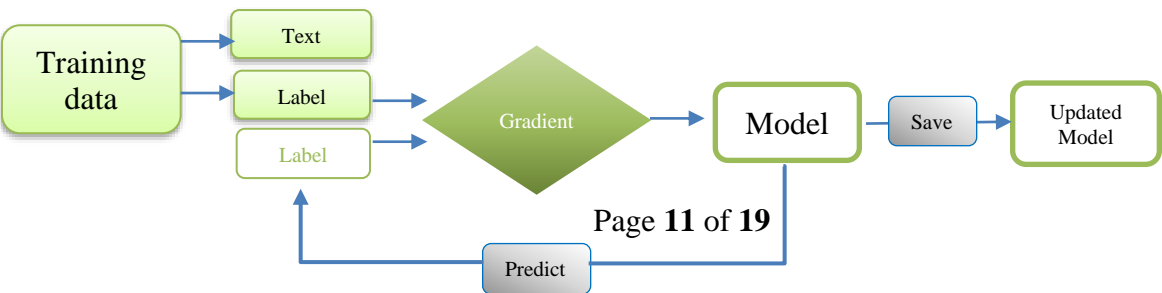 Training
data
Text
Label
Label
Gradient
Model
Save
Updated
Model
Page 11 of 19
Predict